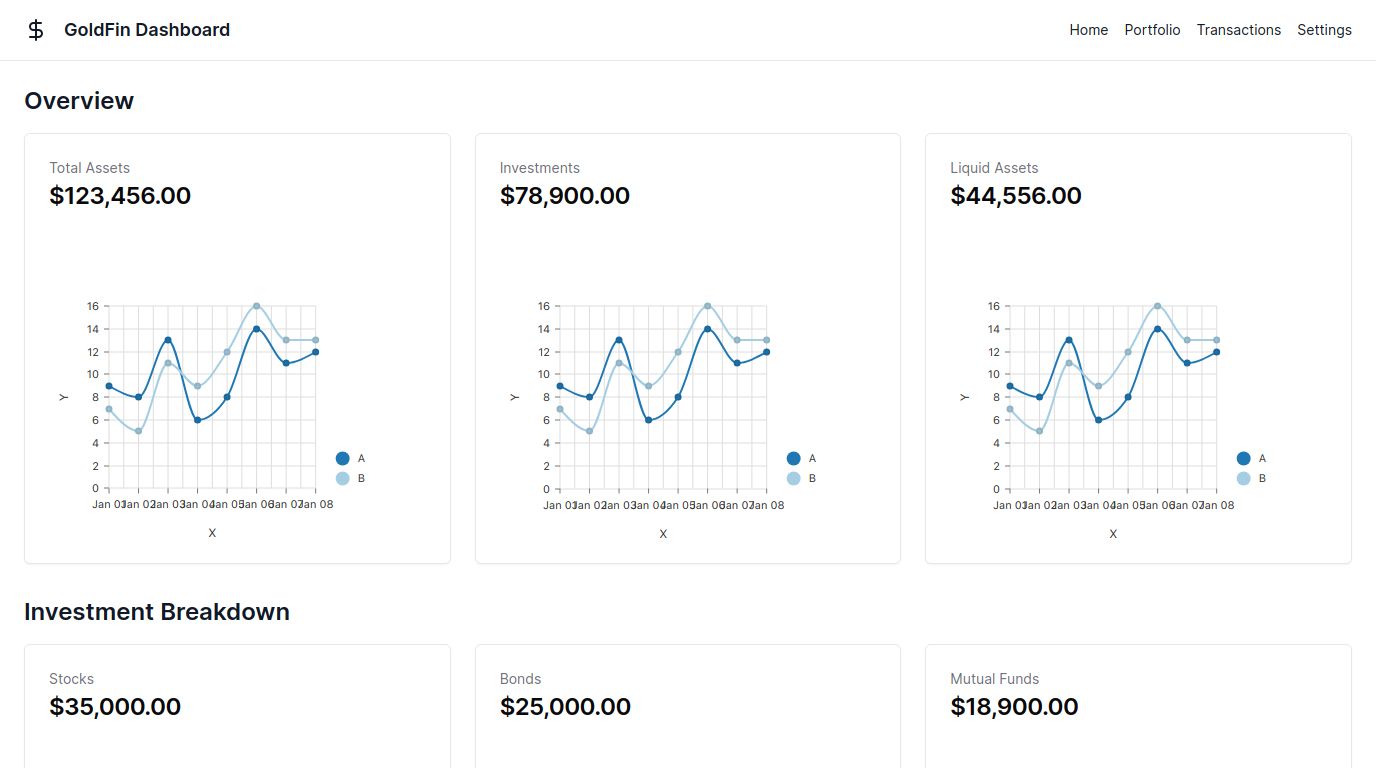 GoldFin Dashboard
Home Portfolio Transactions Settings
Overview
Total Assets
$123,456.00
16
14
12
10
8
6
4
2
0
Y
Jan 01 Jan 02 Jan 03 Jan 04 Jan 05 Jan 06 Jan 07 Jan 08
X
A
B
Investments
$78,900.00
16
14
12
10
8
6
4
2
0
Y
Jan 01 Jan 02 Jan 03 Jan 04 Jan 05 Jan 06 Jan 07 Jan 08
X
A
B
Liquid Assets
$44,556.00
16
14
12
10
8
6
4
2
0
Y
Jan 01 Jan 02 Jan 03 Jan 04 Jan 05 Jan 06 Jan 07 Jan 08
X
A
B
Investment Breakdown
Stocks
$35,000.00
Bonds
$25,000.00
Mutual Funds
$18,900.00